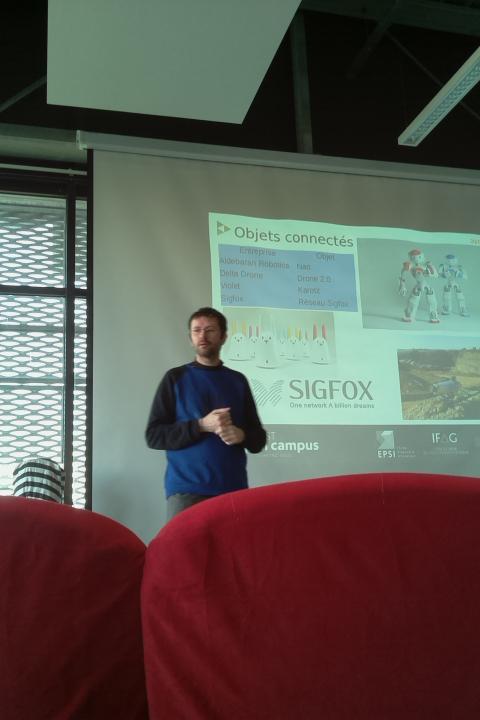 Objets connectés
Entreprise Objet
Aldebaran Robotics Nao
Delta Drone Drone 2.0
Violet Karotz
Sigfox Réseau Sigfox
SIGFOX
One network A billion dreams
campus
EPSI
IFAG